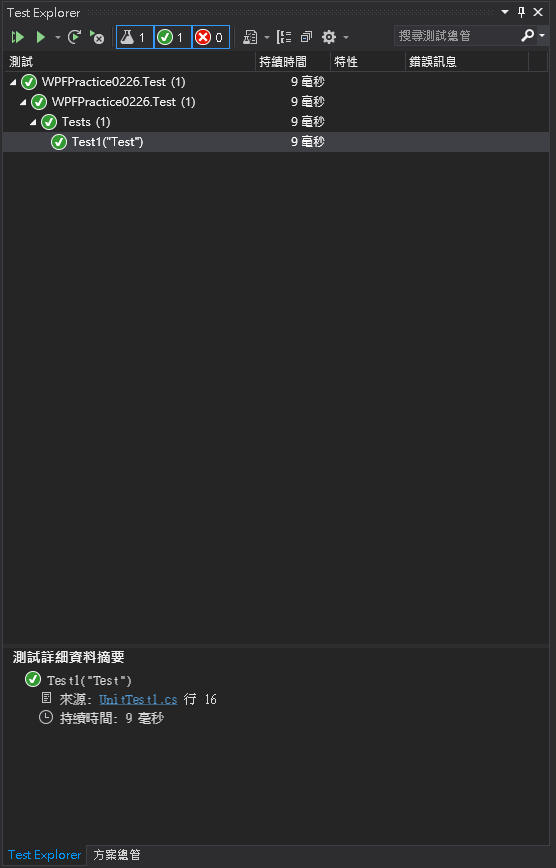 Test Explorer
1 1 0 搜尋測試總管
測試 持續時間 特性 錯誤訊息
WPFPractice0226.Test (1) 9 毫秒
WPFPractice0226.Test (1) 9 毫秒
Tests (1) 9 毫秒
Test1("Test") 9 毫秒
測試詳細資料摘要
Test1("Test")
來源: UnitTest1.cs 行 16
持續時間: 9 毫秒
Test Explorer 方案總管